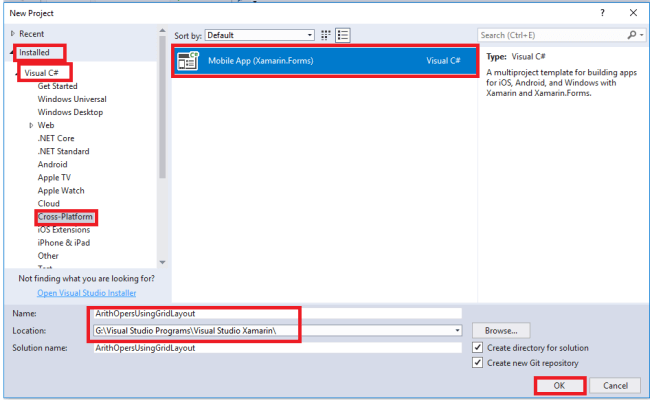 New Project
Recent
Installed
Visual C#
Get Started
Windows Universal
Windows Desktop
Web
.NET Core
.NET Standard
Android
Apple TV
Apple Watch
Cloud
Cross-Platform
iOS Extensions
iPhone & iPad
Other
Not finding what you are looking for?
Open Visual Studio Installer
Sort by: Default
Mobile App (Xamarin.Forms) Visual C#
Search (Ctrl+E)
Type: Visual C#
A multiproject template for building apps
for iOS, Android, and Windows with
Xamarin and Xamarin.Forms.
Name: ArithOpersUsingGridLayout
Location: G:\Visual Studio Programs\Visual Studio Xamarin\
Solution name: ArithOpersUsingGridLayout
Browse...
Create directory for solution
Create new Git repository
OK Cancel